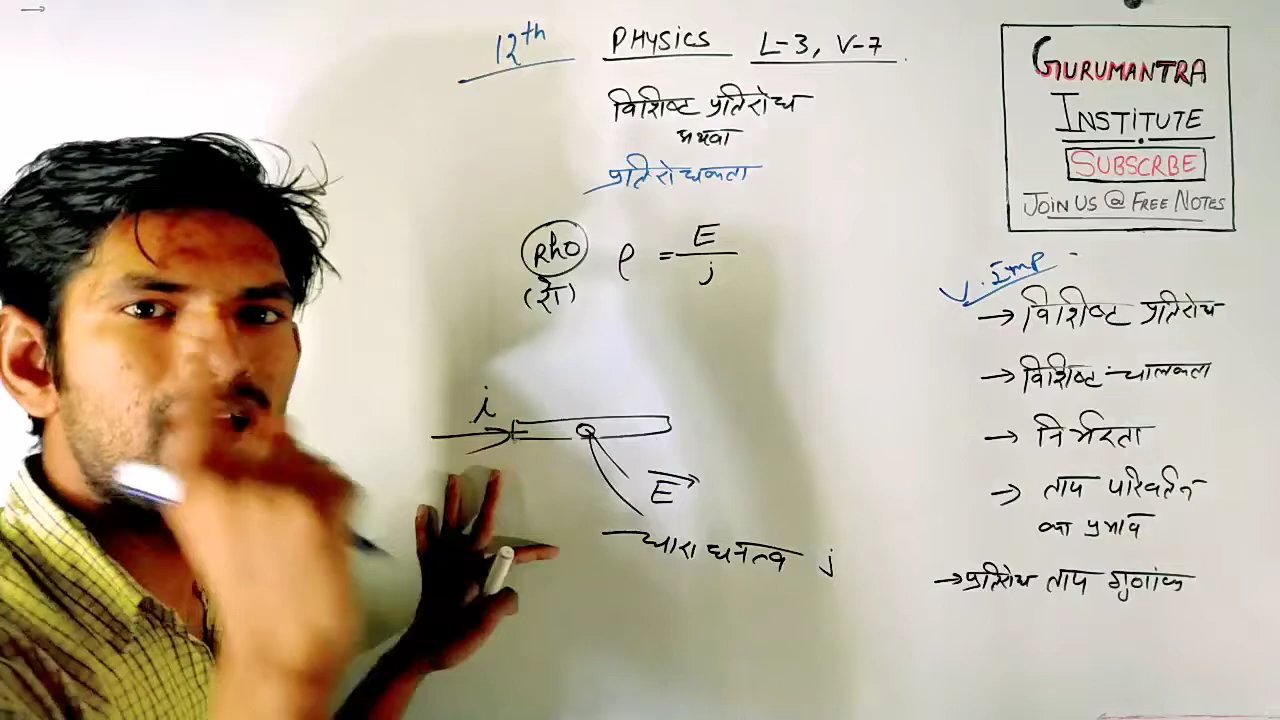 12th PHYSICS L-3, V-7
विशिष्ट प्रतिरोध
अथवा
प्रतिरोधकता
Rho ρ = E / j
(रो)
i
E
धारा घनत्व j
GURUMANTRA
INSTITUTE
SUBSCRBE
JOIN US @ FREE NOTES
V. Imp
→ विशिष्ट प्रतिरोध
→ विशिष्ट चालकता
→ निर्भरता
→ ताप परिवर्तन
का प्रभाव
→ प्रतिरोध ताप गुणांक